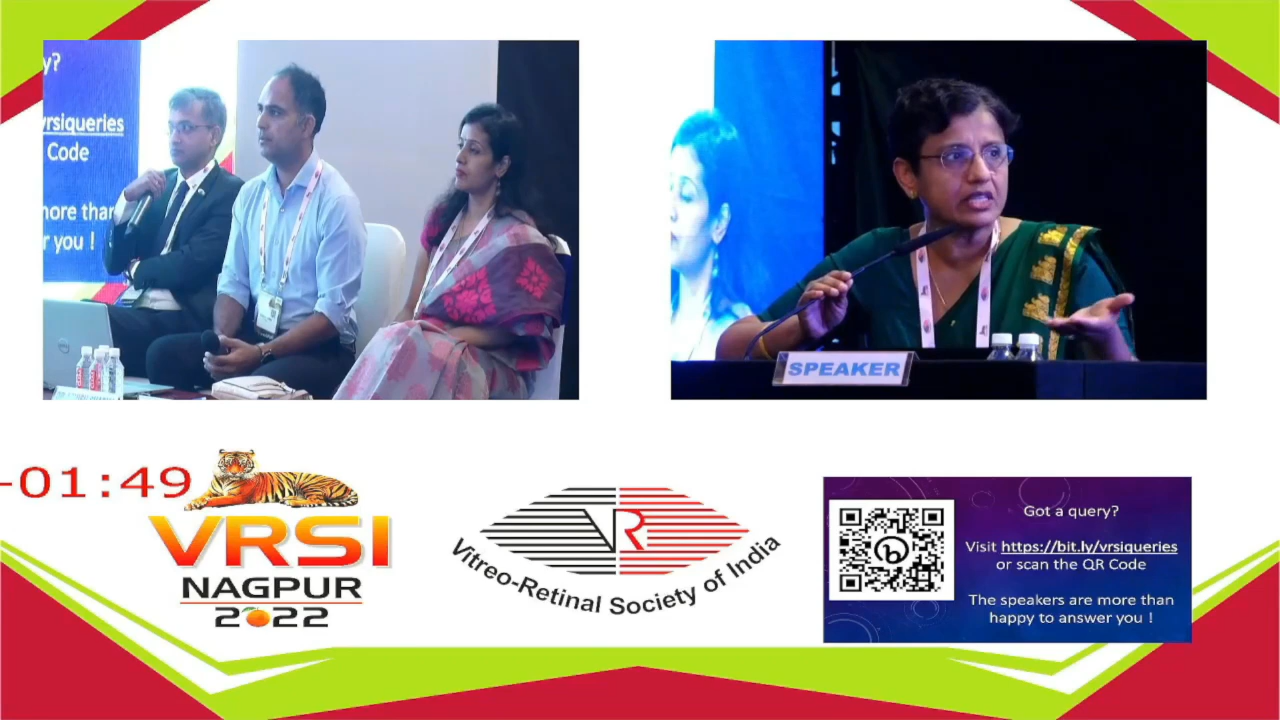 y?
vrsiqueries
Code
more than
r you !
SPEAKER
-01:49
VRSI
NAGPUR
2022
VR
Vitreo-Retinal Society of India
Got a query?
Visit https://bit.ly/vrsiqueries
or scan the QR Code
The speakers are more than
happy to answer you !